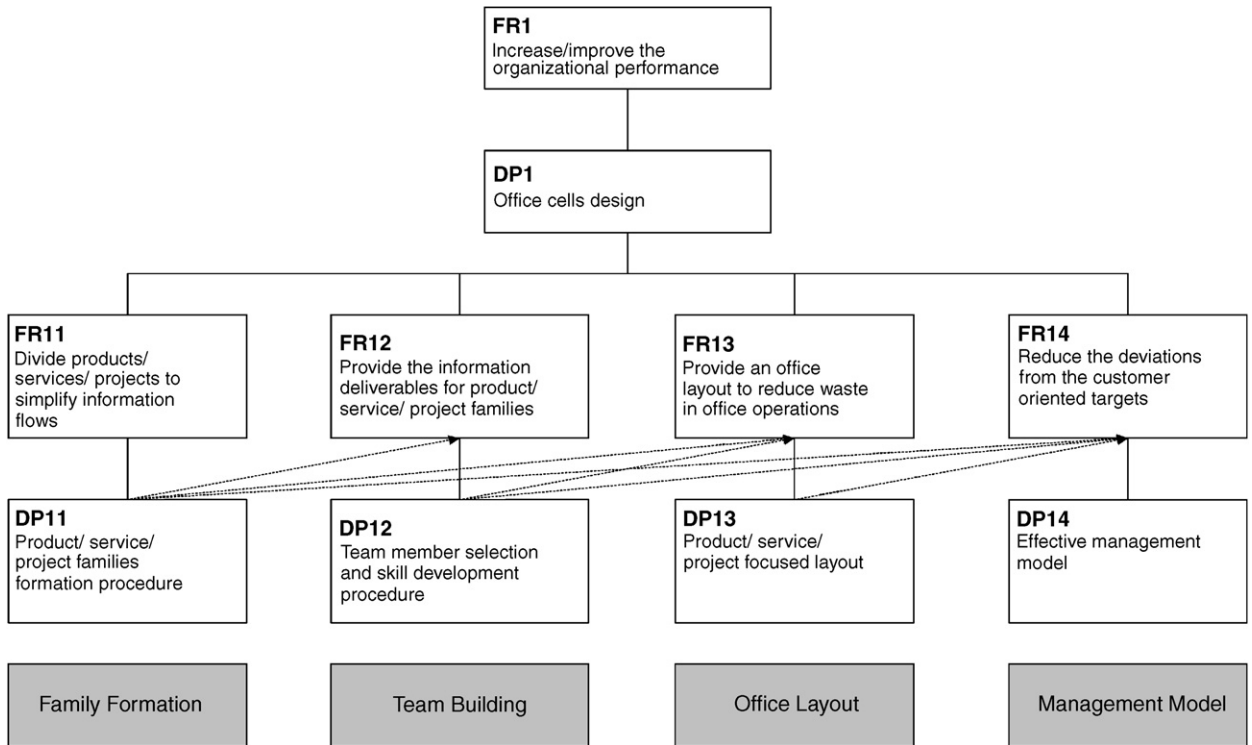 FR1
Increase/improve the
organizational performance
DP1
Office cells design
FR11
Divide products/
services/ projects to
simplify information
flows
FR12
Provide the information
deliverables for product/
service/ project families
FR13
Provide an office
layout to reduce waste
in office operations
FR14
Reduce the deviations
from the customer
oriented targets
DP11
Product/ service/
project families
formation procedure
DP12
Team member selection
and skill development
procedure
DP13
Product/ service/
project focused layout
DP14
Effective management
model
Family Formation
Team Building
Office Layout
Management Model